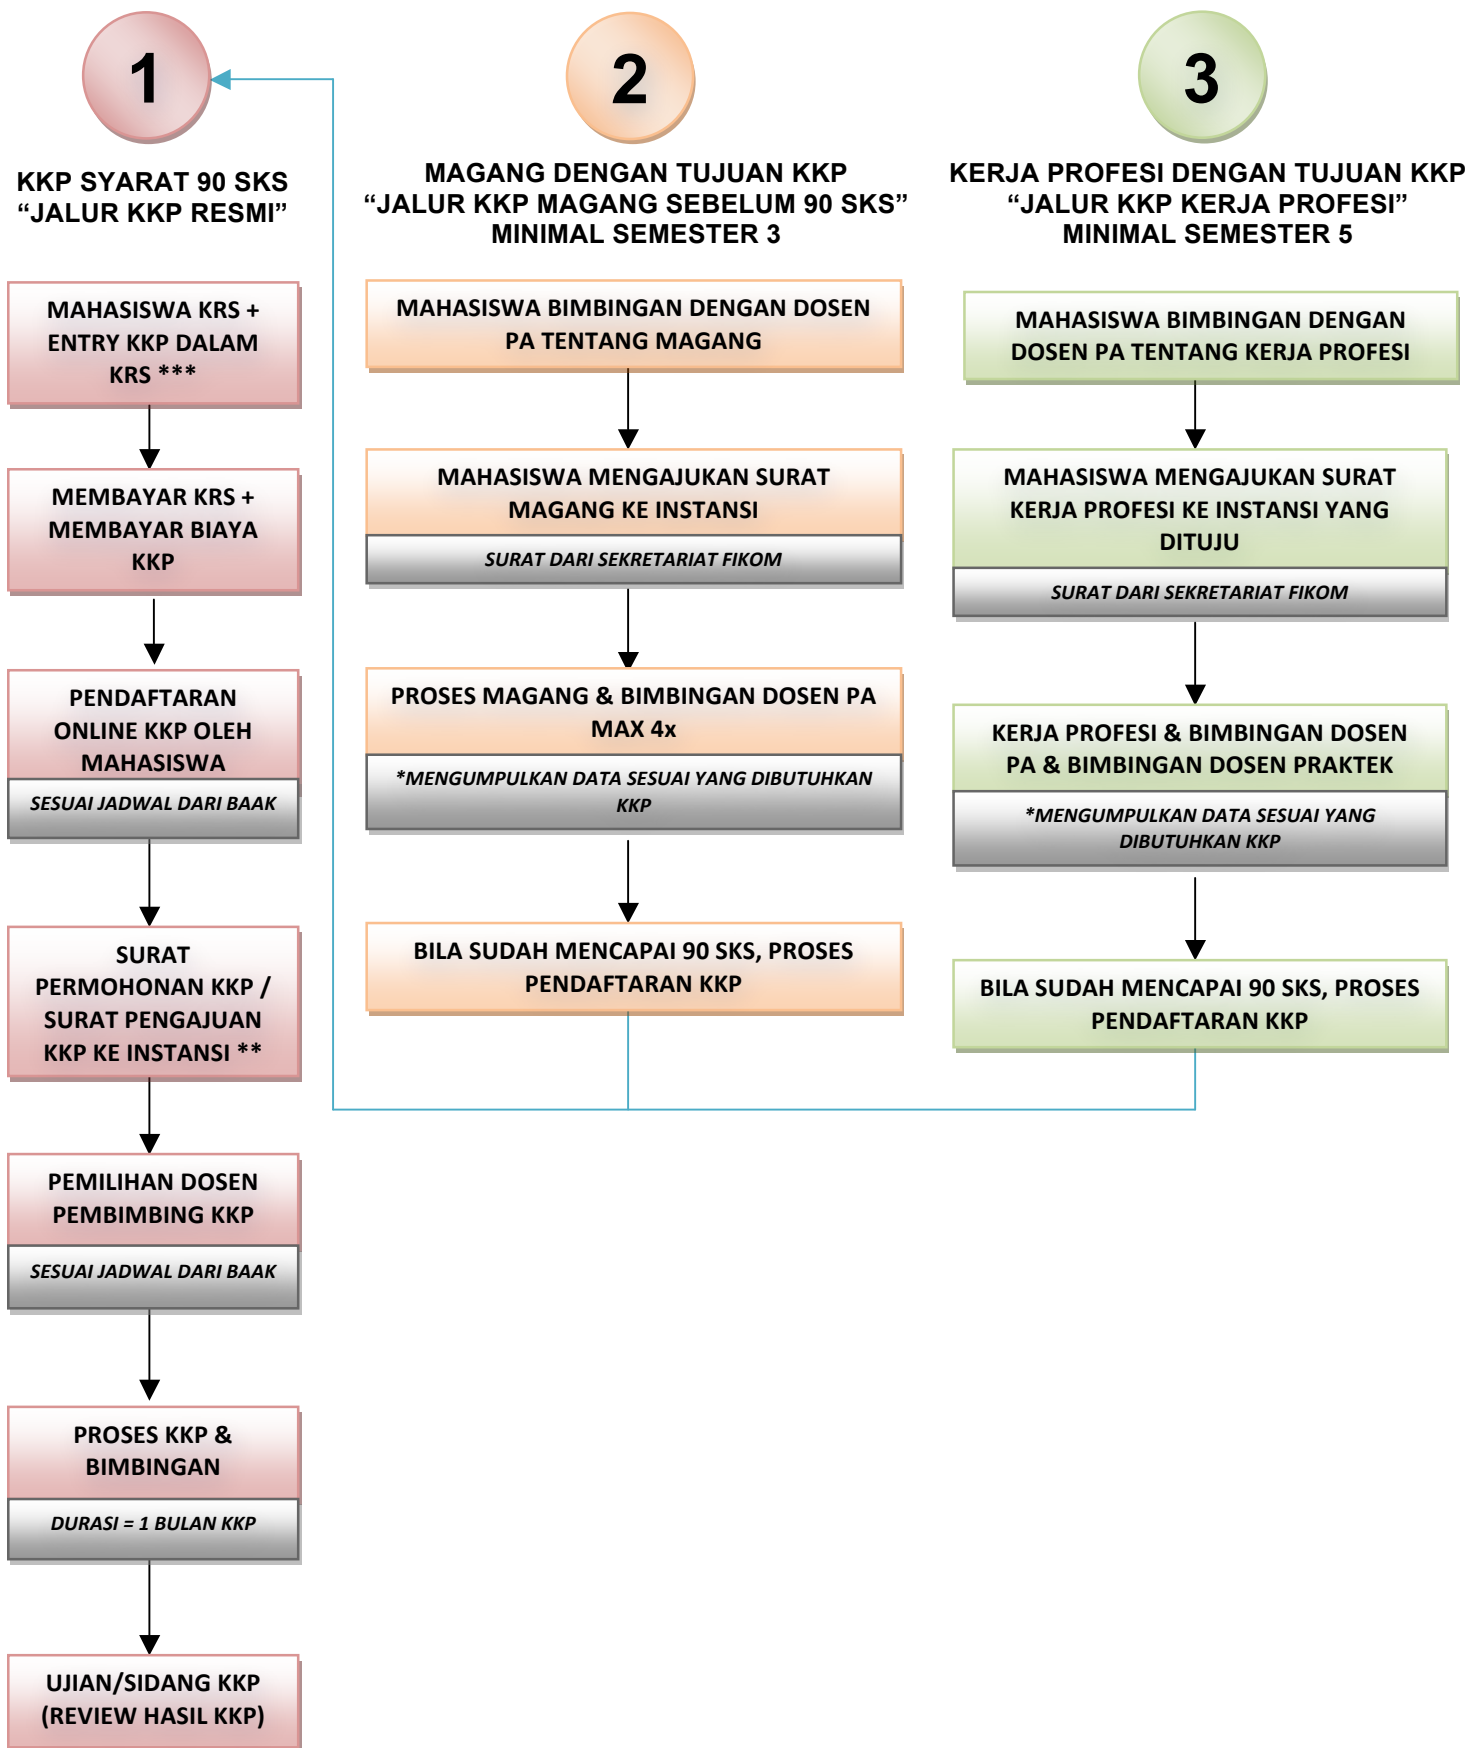 1
KKP SYARAT 90 SKS
“JALUR KKP RESMI”
MAHASISWA KRS +
ENTRY KKP DALAM
KRS ***
MEMBAYAR KRS +
MEMBAYAR BIAYA
KKP
PENDAFTARAN
ONLINE KKP OLEH
MAHASISWA
SESUAI JADWAL DARI BAAK
SURAT
PERMOHONAN KKP /
SURAT PENGAJUAN
KKP KE INSTANSI **
PEMILIHAN DOSEN
PEMBIMBING KKP
SESUAI JADWAL DARI BAAK
PROSES KKP &
BIMBINGAN
DURASI = 1 BULAN KKP
UJIAN/SIDANG KKP
(REVIEW HASIL KKP)
2
MAGANG DENGAN TUJUAN KKP
“JALUR KKP MAGANG SEBELUM 90 SKS”
MINIMAL SEMESTER 3
MAHASISWA BIMBINGAN DENGAN DOSEN
PA TENTANG MAGANG
MAHASISWA MENGAJUKAN SURAT
MAGANG KE INSTANSI
SURAT DARI SEKRETARIAT FIKOM
PROSES MAGANG & BIMBINGAN DOSEN PA
MAX 4x
*MENGUMPULKAN DATA SESUAI YANG DIBUTUHKAN
KKP
BILA SUDAH MENCAPAI 90 SKS, PROSES
PENDAFTARAN KKP
3
KERJA PROFESI DENGAN TUJUAN KKP
“JALUR KKP KERJA PROFESI”
MINIMAL SEMESTER 5
MAHASISWA BIMBINGAN DENGAN
DOSEN PA TENTANG KERJA PROFESI
MAHASISWA MENGAJUKAN SURAT
KERJA PROFESI KE INSTANSI YANG
DITUJU
SURAT DARI SEKRETARIAT FIKOM
KERJA PROFESI & BIMBINGAN DOSEN
PA & BIMBINGAN DOSEN PRAKTEK
*MENGUMPULKAN DATA SESUAI YANG
DIBUTUHKAN KKP
BILA SUDAH MENCAPAI 90 SKS, PROSES
PENDAFTARAN KKP